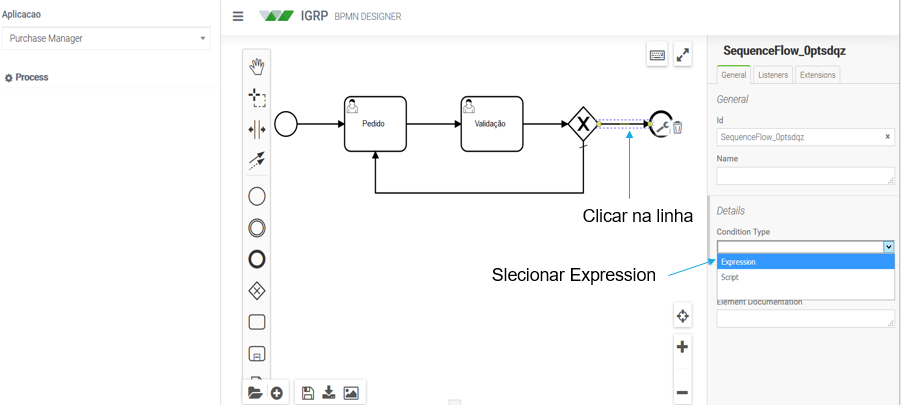 Aplicacao
Purchase Manager
Process
IGRP BPMN DESIGNER
Pedido
Validação
Clicar na linha
Slecionar Expression
SequenceFlow_0ptsdqz
General
Listeners
Extensions
General
Id
SequenceFlow_0ptsdqz
x
Name
Details
Condition Type
Expression
Script
Element Documentation